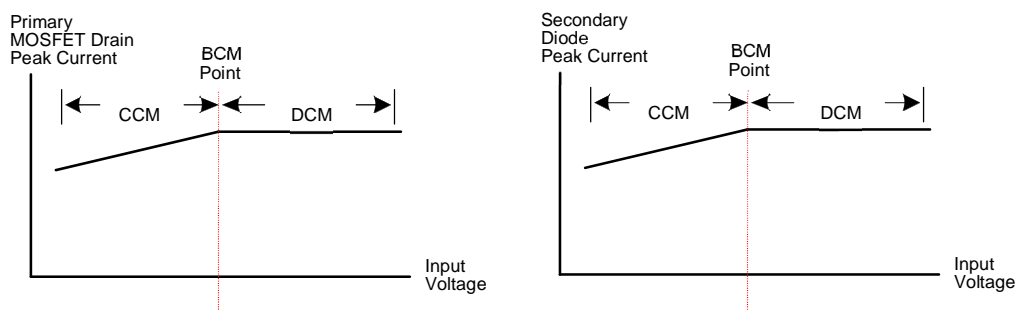 Primary
MOSFET Drain
Peak Current
BCM
Point
CCM
DCM
Input
Voltage
Secondary
Diode
Peak Current
BCM
Point
CCM
DCM
Input
Voltage